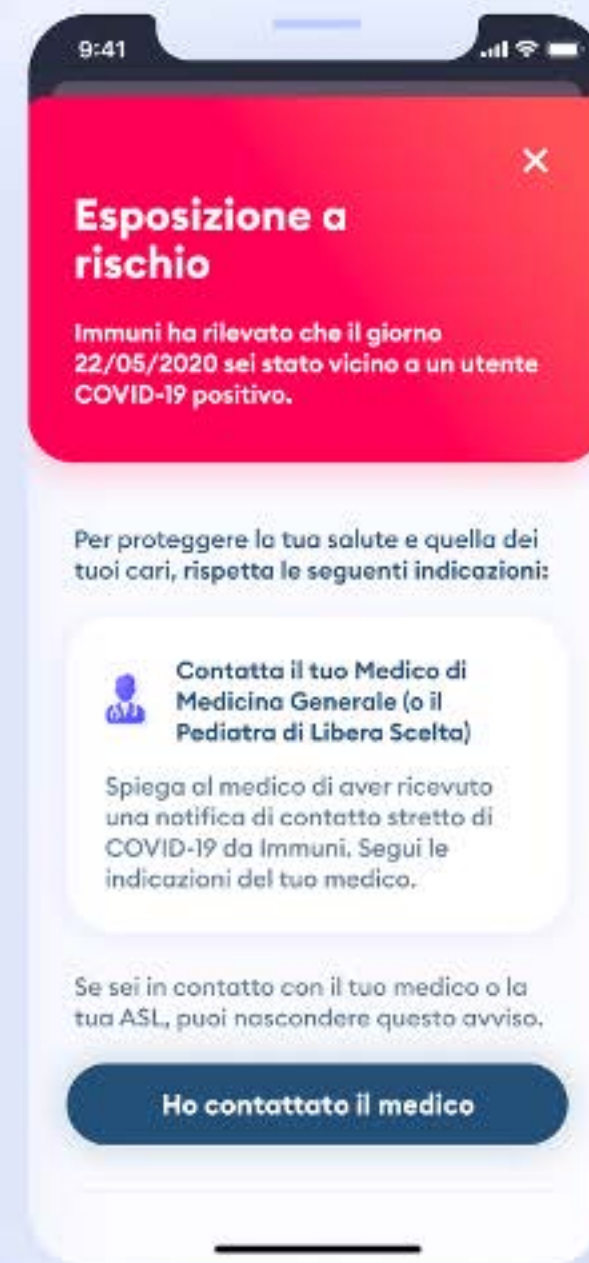 9:41
Esposizione a
rischio
Immuni ha rilevato che il giorno
22/05/2020 sei stato vicino a un utente
COVID-19 positivo.
Per proteggere la tua salute e quella dei
tuoi cari, rispetta le seguenti indicazioni:
Contatta il tuo Medico di
Medicina Generale (o il
Pediatra di Libera Scelta)
Spiega al medico di aver ricevuto
una notifica di contatto stretto di
COVID-19 da Immuni. Segui le
indicazioni del tuo medico.
Se sei in contatto con il tuo medico o la
tua ASL, puoi nascondere questo avviso.
Ho contattato il medico